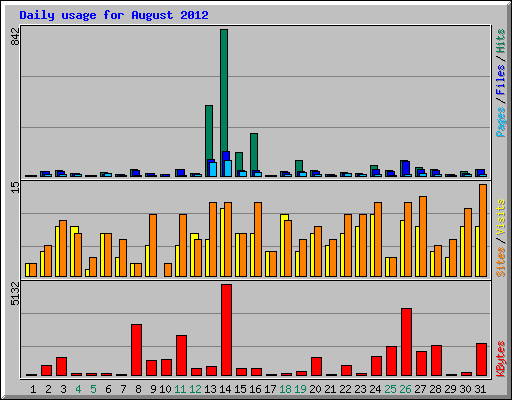 Daily usage for August 2012
842
15
5132
Pages / Files / Hits
Sites / Visits
KBytes
1 2 3 4 5 6 7 8 9 10 11 12 13 14 15 16 17 18 19 20 21 22 23 24 25 26 27 28 29 30 31